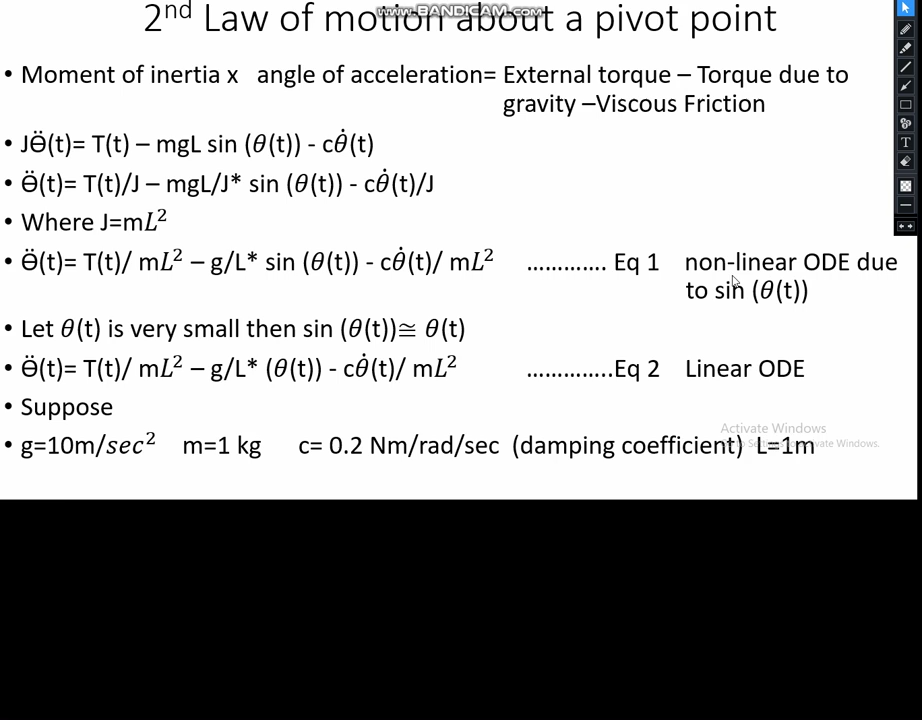 2nd Law of motion about a pivot point
www.BANDICAM.com
• Moment of inertia x angle of acceleration= External torque – Torque due to
gravity –Viscous Friction
• JӪ(t)= T(t) – mgL sin (𝜃(t)) - c𝜃̇(t)
• Ӫ(t)= T(t)/J – mgL/J* sin (𝜃(t)) - c𝜃̇(t)/J
• Where J=m𝐿²
• Ӫ(t)= T(t)/ m𝐿² – g/L* sin (𝜃(t)) - c𝜃̇(t)/ m𝐿² …………. Eq 1 non-linear ODE due
to sin (𝜃(t))
• Let 𝜃(t) is very small then sin (𝜃(t))≅ 𝜃(t)
• Ӫ(t)= T(t)/ m𝐿² – g/L* (𝜃(t)) - c𝜃̇(t)/ m𝐿² …………..Eq 2 Linear ODE
• Suppose
Activate Windows
• g=10m/𝑠𝑒𝑐² m=1 kg c= 0.2 Nm/rad/sec (damping coefficient) L=1m
T